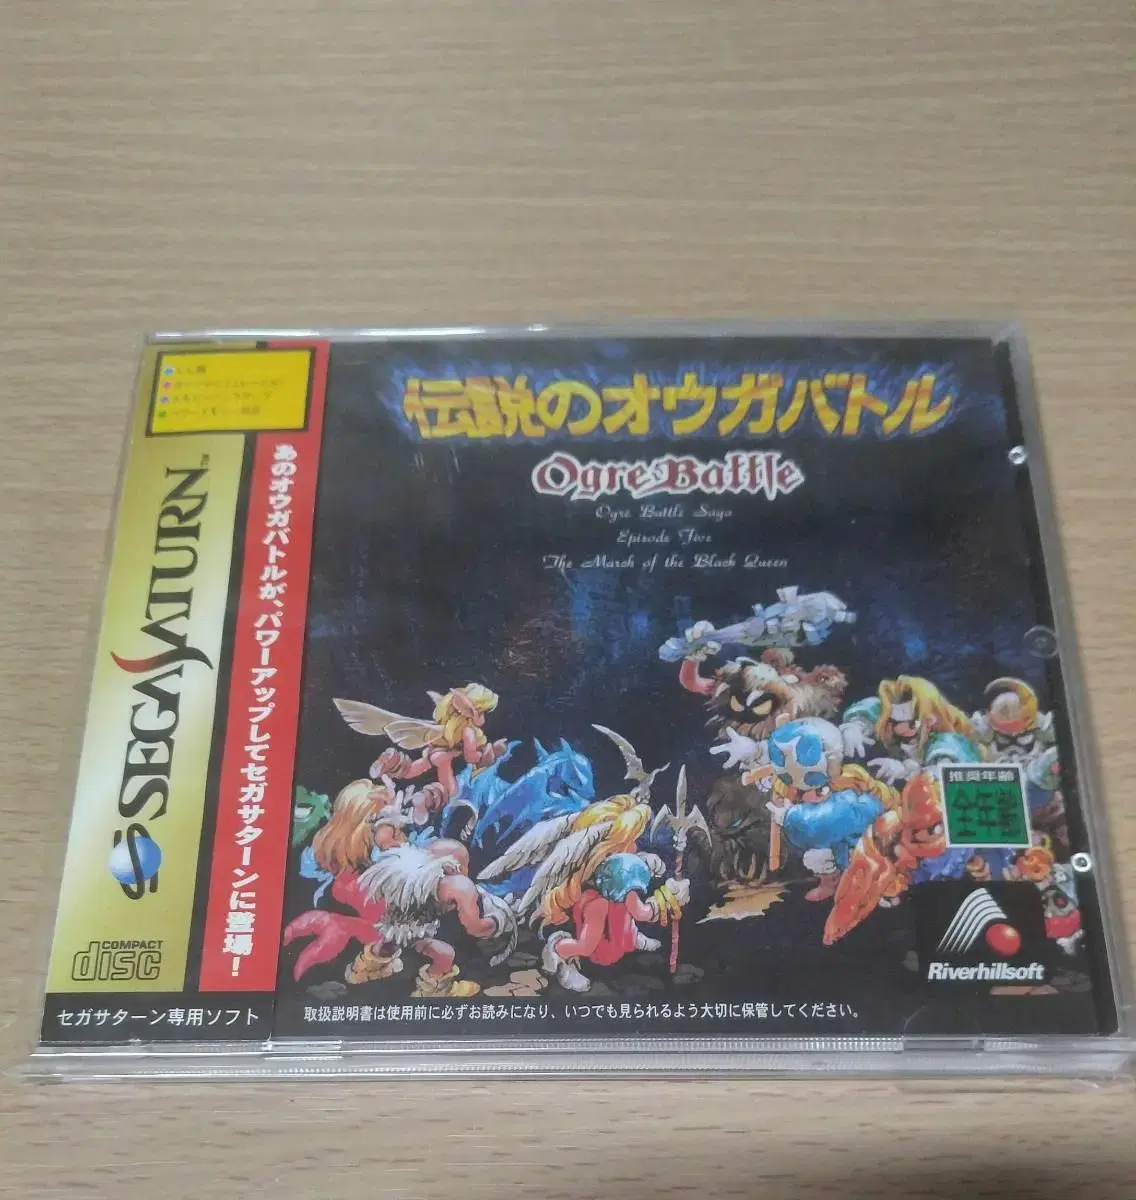 伝説のオウガバトル
Ogre Battle
Ogre Battle Saga
Episode Five
The March of the Black Queen
あのオウガバトルが、パワーアップしてセガサターンに登場！
SEGA SATURN™
COMPACT
disc
セガサターン専用ソフト
推奨年齢
全年齢
Riverhillsoft
取扱説明書は使用前に必ずお読みになり、いつでも見られるよう大切に保管してください。